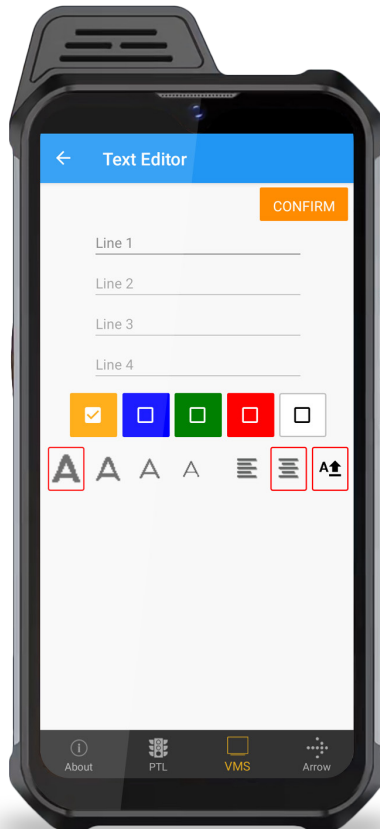 Text Editor
CONFIRM
Line 1
Line 2
Line 3
Line 4
A A A A A
About PTL VMS Arrow